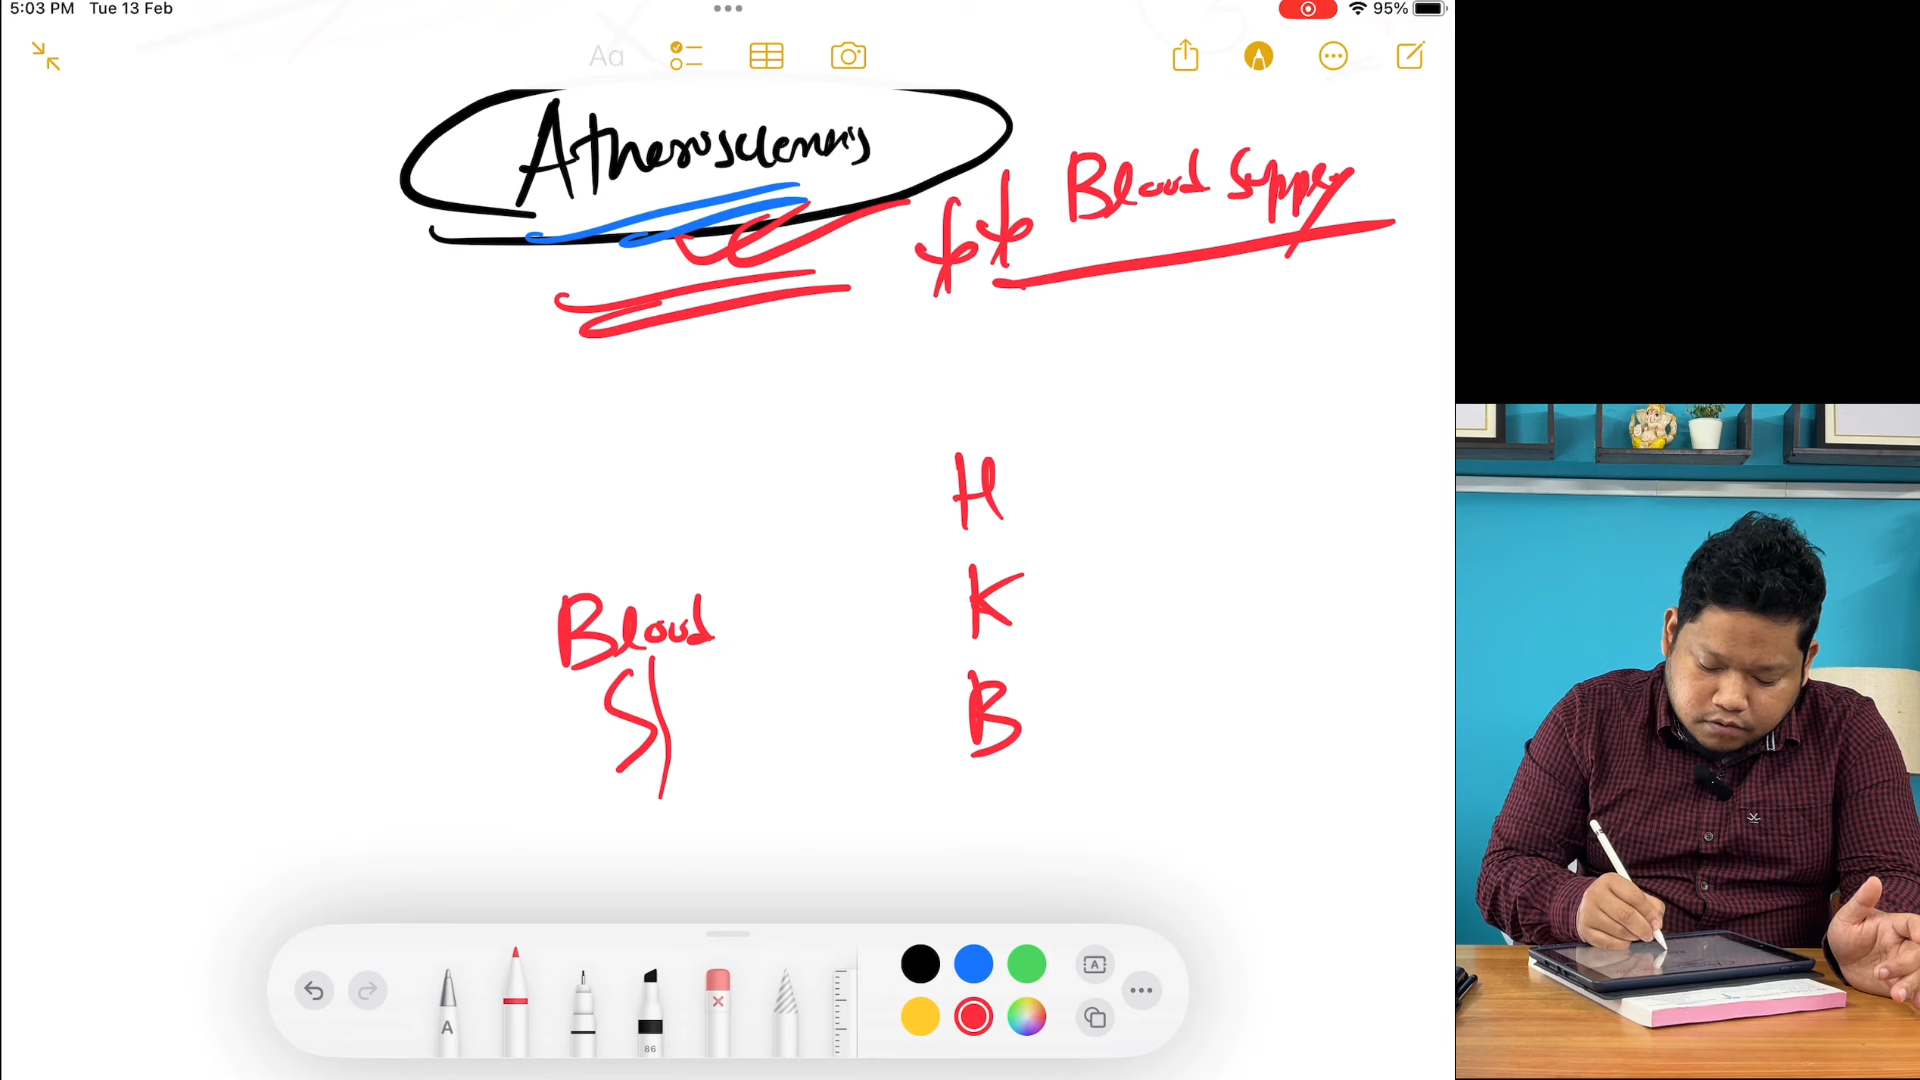 5:03 PM Tue 13 Feb
95%
Aa
Atherosclerosis
Blood Supply
H
K
B
Blood
S
A
86
A